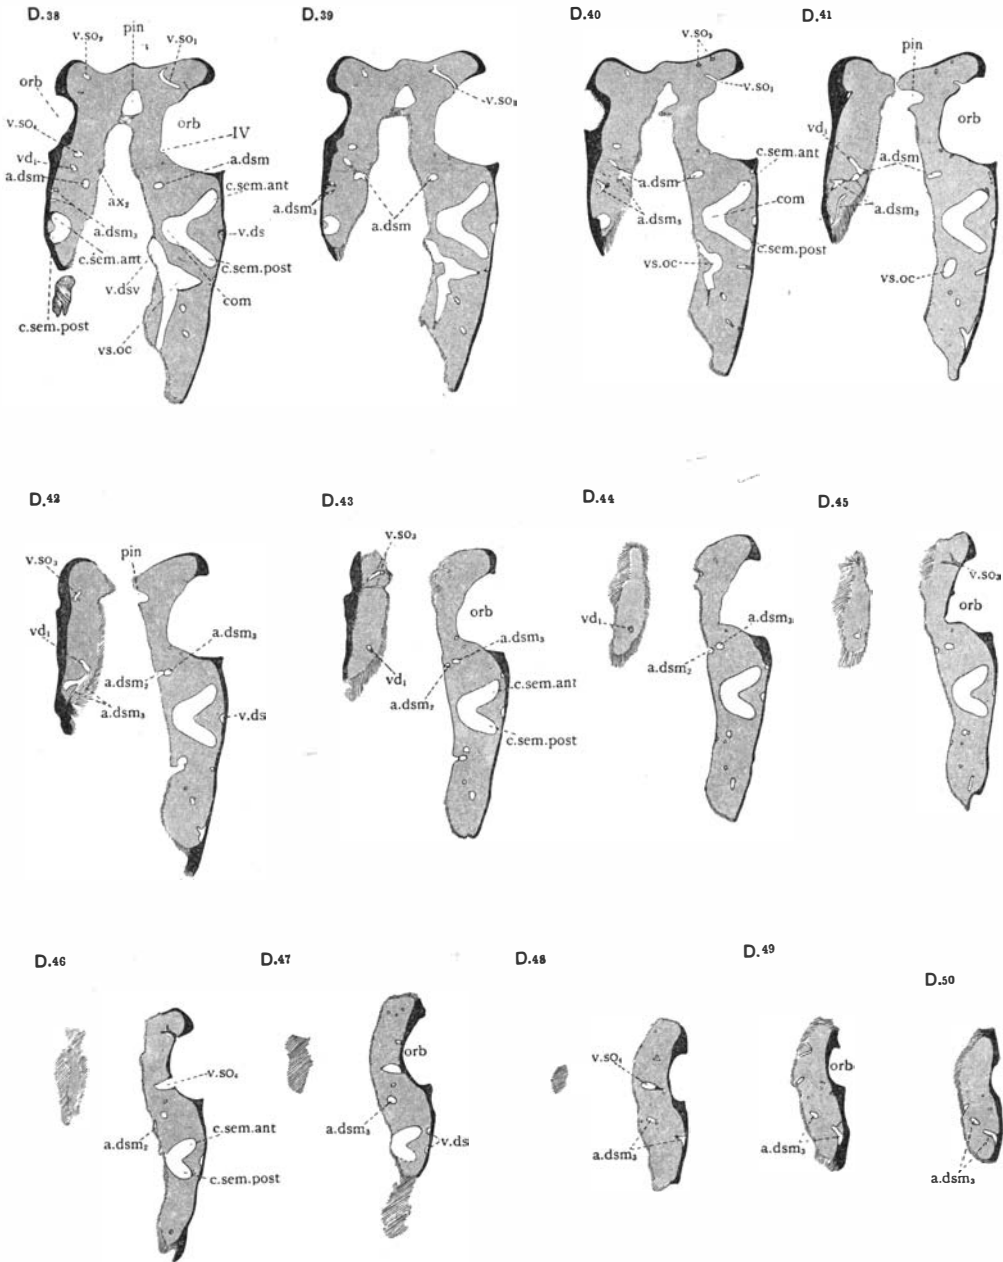 D.38
D.39
D.40
D.41
pin
v.so₂
v.so₁
orb
v.so₄
vd₁
a.dsm
ax₂
a.dsm₃
c.sem.ant
v.dsv
c.sem.post
vs.oc
orb
IV
a.dsm
c.sem.ant
v.ds
c.sem.post
com
a.dsm₃
a.dsm
v.so₃
v.so₁
c.sem.ant
a.dsm
com
a.dsm₃
c.sem.post
vs.oc
pin
orb
vd₁
a.dsm
a.dsm₃
vs.oc
D.42
D.43
D.44
D.45
v.so₃
pin
vd₁
a.dsm₃
a.dsm₂
a.dsm₃
v.ds
v.so₃
orb
a.dsm₃
vd₁
a.dsm₂
c.sem.ant
c.sem.post
vd₁
a.dsm₃
a.dsm₂
v.so₃
orb
D.46
D.47
D.48
D.49
D.50
v.so₄
a.dsm₂
c.sem.ant
c.sem.post
orb
a.dsm₃
v.ds
v.so₄
a.dsm₃
orb
a.dsm₃
a.dsm₃